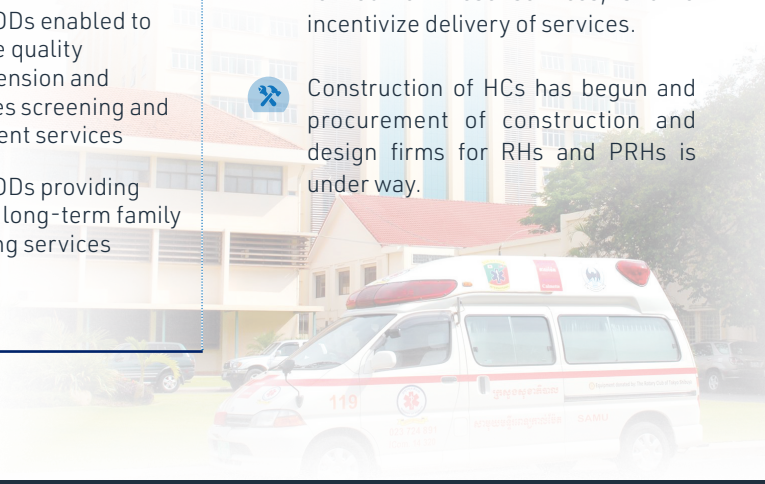 ODs enabled to
quality
ension and
es screening and
ent services
ODs providing
long-term family
ng services
incentivize delivery of services.
Construction of HCs has begun and
procurement of construction and
design firms for RHs and PRHs is
under way.
119
SAMU